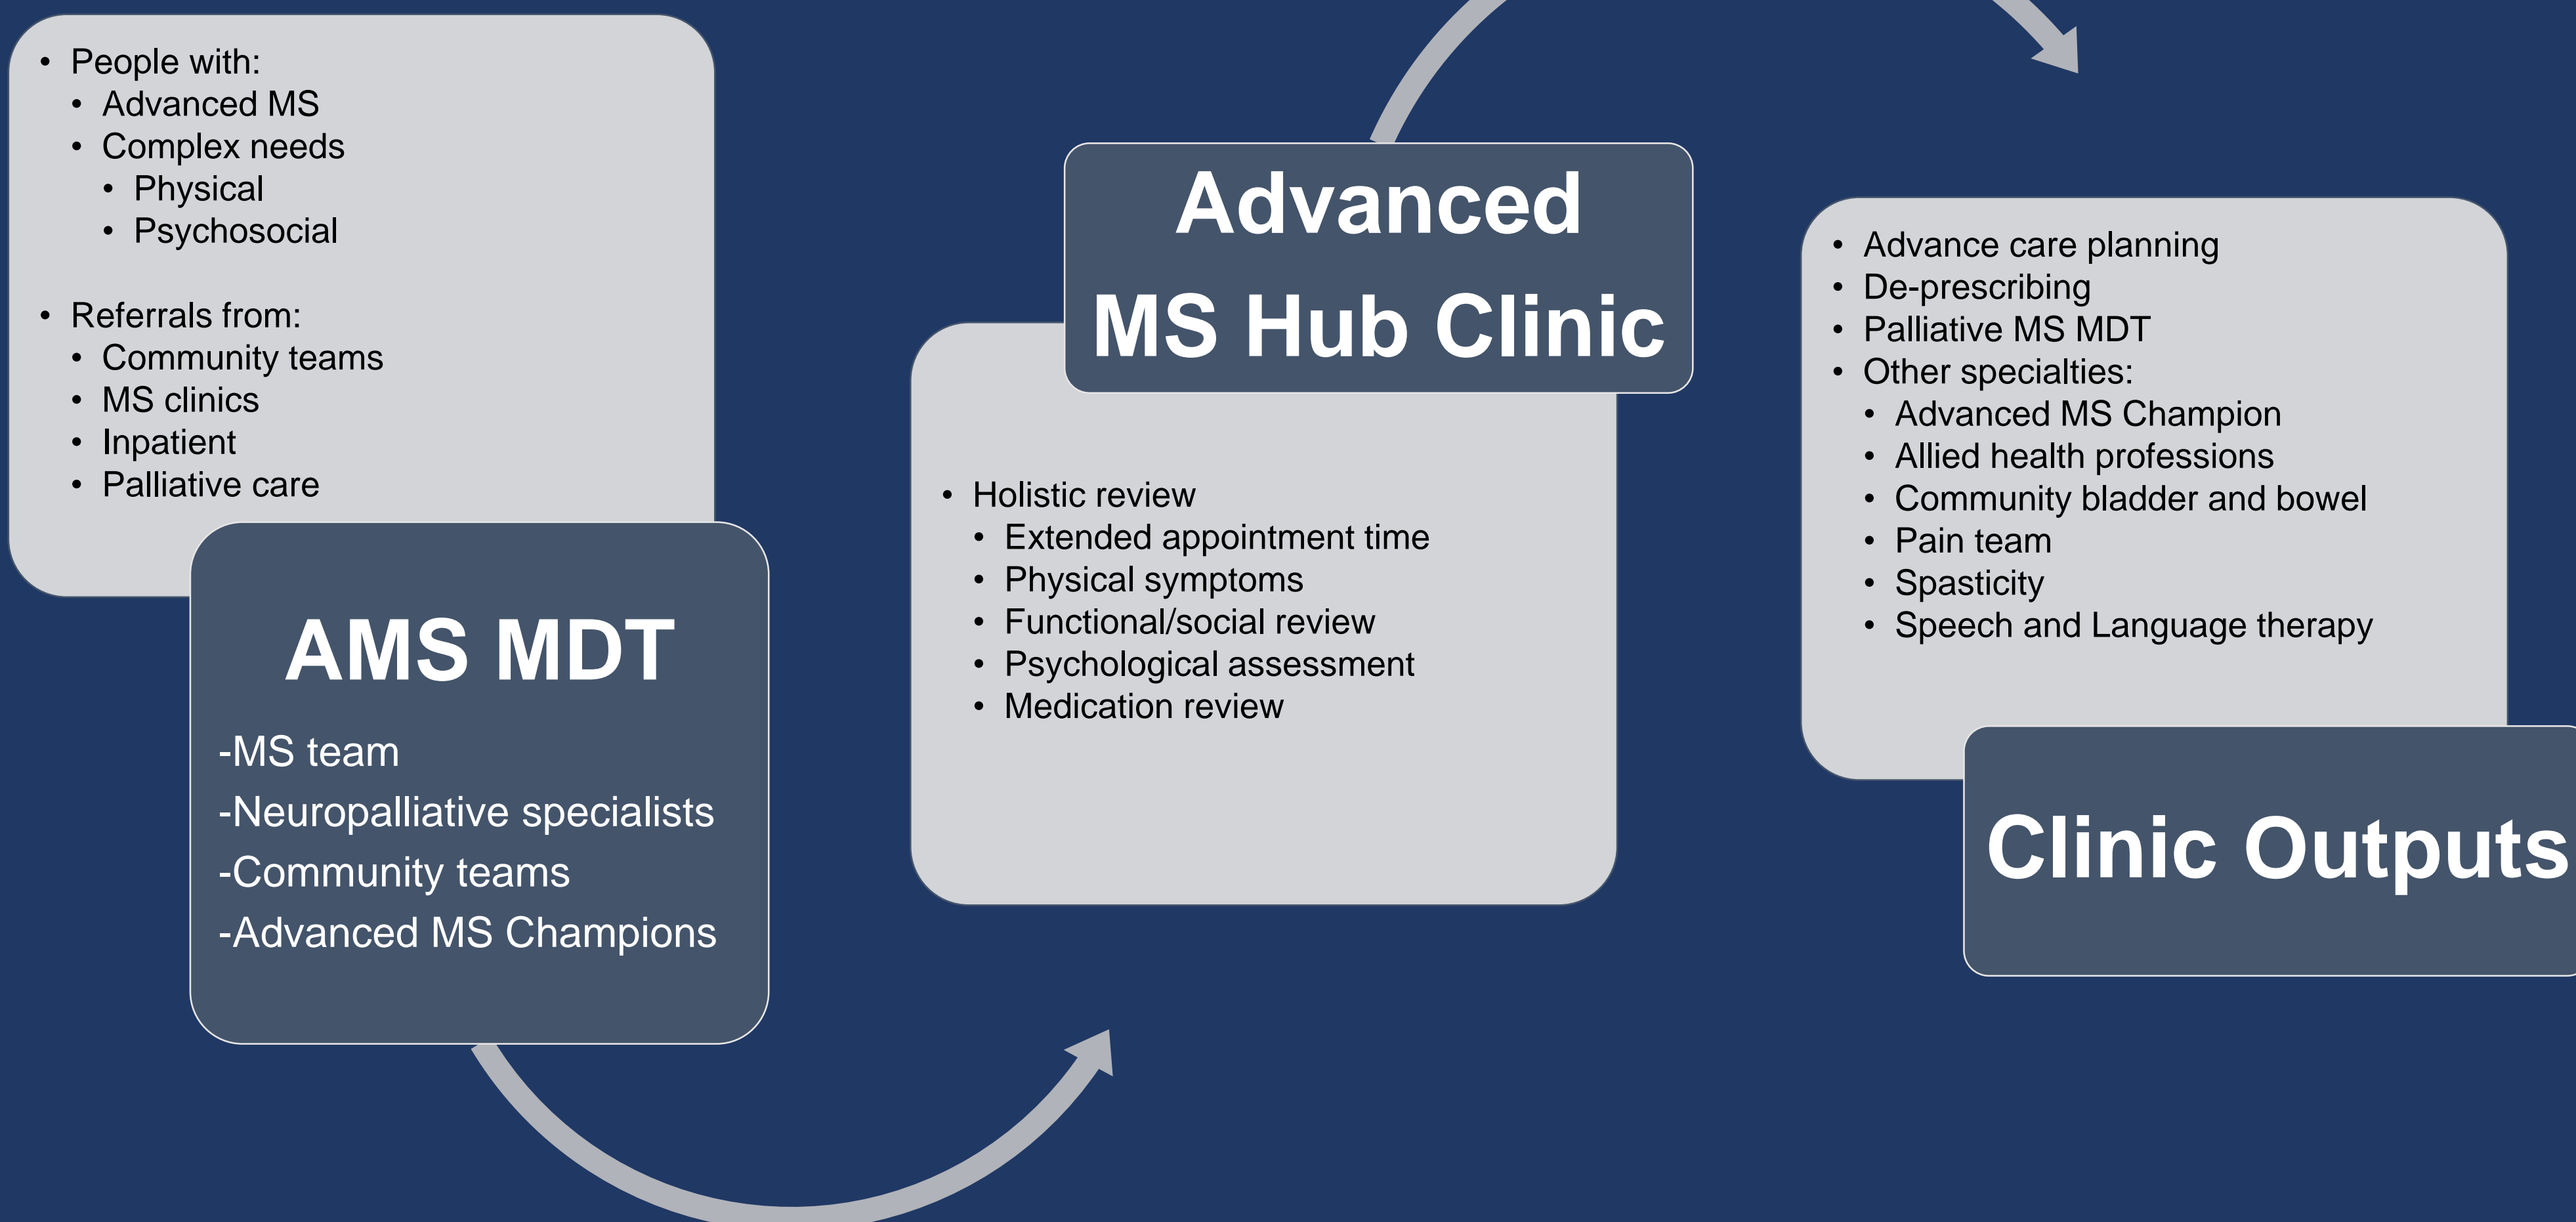 • People with:
• Advanced MS
• Complex needs
• Physical
• Psychosocial
• Referrals from:
• Community teams
• MS clinics
• Inpatient
• Palliative care
AMS MDT
-MS team
-Neuropalliative specialists
-Community teams
-Advanced MS Champions
Advanced
MS Hub Clinic
• Holistic review
• Extended appointment time
• Physical symptoms
• Functional/social review
• Psychological assessment
• Medication review
• Advance care planning
• De-prescribing
• Palliative MS MDT
• Other specialties:
• Advanced MS Champion
• Allied health professions
• Community bladder and bowel
• Pain team
• Spasticity
• Speech and Language therapy
Clinic Outputs